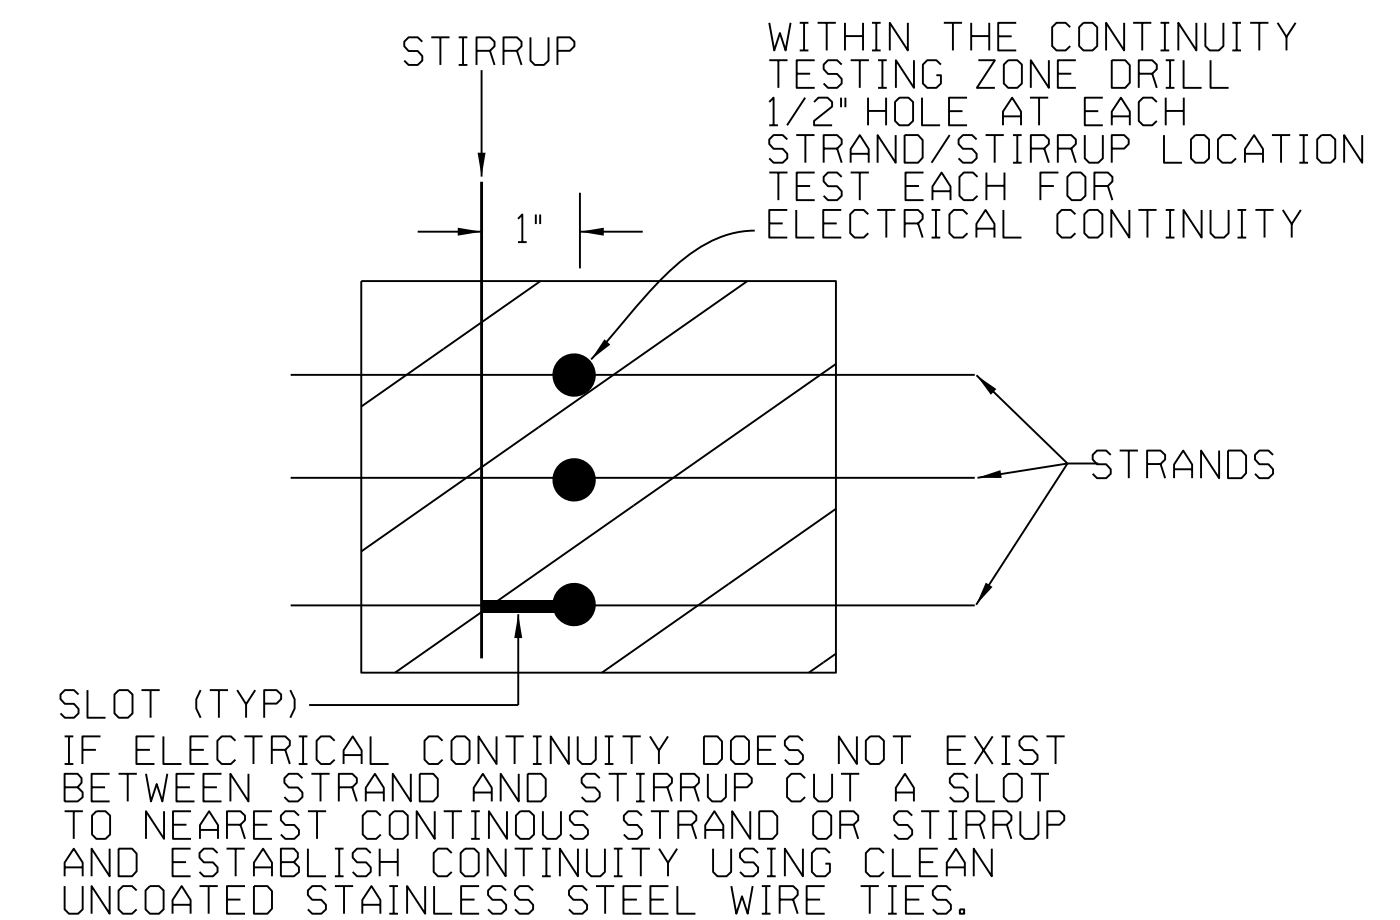 STIRRUP
WITHIN THE CONTINUITY
TESTING ZONE DRILL
1/2" HOLE AT EACH
STRAND/STIRRUP LOCATION
TEST EACH FOR
ELECTRICAL CONTINUITY
1"
STRANDS
SLOT (TYP)
IF ELECTRICAL CONTINUITY DOES NOT EXIST
BETWEEN STRAND AND STIRRUP CUT A SLOT
TO NEAREST CONTINOUS STRAND OR STIRRUP
AND ESTABLISH CONTINUITY USING CLEAN
UNCOATED STAINLESS STEEL WIRE TIES.